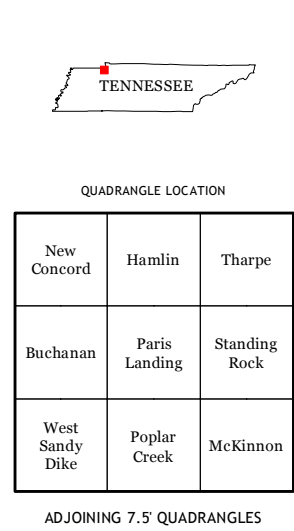 TENNESSEE
QUADRANGLE LOCATION
New
Concord
Hamlin
Tharpe
Buchanan
Paris
Landing
Standing
Rock
West
Sandy
Dike
Poplar
Creek
McKinnon
ADJOINING 7.5' QUADRANGLES